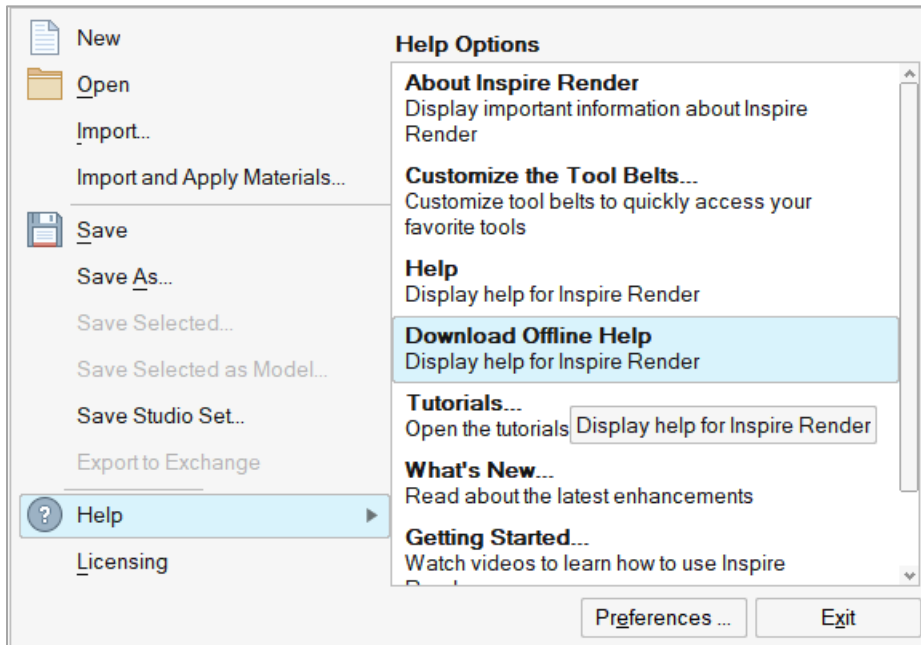 New
Open
Import...
Import and Apply Materials...
Save
Save As...
Save Selected...
Save Selected as Model...
Save Studio Set...
Export to Exchange
Help
Licensing
Help Options
About Inspire Render
Display important information about Inspire
Render
Customize the Tool Belts...
Customize tool belts to quickly access your
favorite tools
Help
Display help for Inspire Render
Download Offline Help
Display help for Inspire Render
Tutorials...
Open the tutorials
Display help for Inspire Render
What's New...
Read about the latest enhancements
Getting Started...
Watch videos to learn how to use Inspire
Preferences ...
Exit